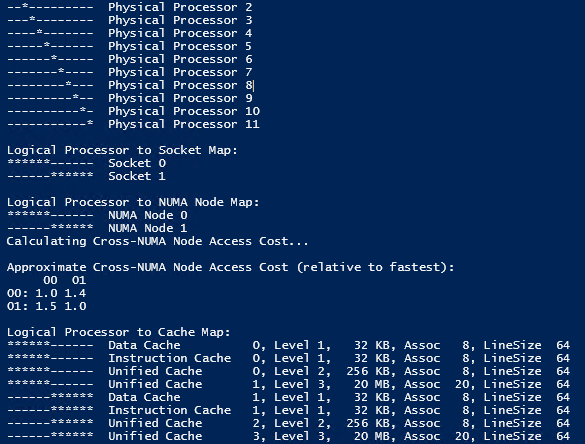 --*---------  Physical Processor 2
---*--------  Physical Processor 3
----*-------  Physical Processor 4
-----*------  Physical Processor 5
------*-----  Physical Processor 6
-------*----  Physical Processor 7
--------*---  Physical Processor 8
---------*--  Physical Processor 9
----------*-  Physical Processor 10
-----------*  Physical Processor 11

Logical Processor to Socket Map:
******------  Socket 0
------******  Socket 1

Logical Processor to NUMA Node Map:
******------  NUMA Node 0
------******  NUMA Node 1
Calculating Cross-NUMA Node Access Cost...

Approximate Cross-NUMA Node Access Cost (relative to fastest):
     00  01
00: 1.0 1.4
01: 1.5 1.0

Logical Processor to Cache Map:
******------  Data Cache          0, Level 1,   32 KB, Assoc   8, LineSize  64
******------  Instruction Cache   0, Level 1,   32 KB, Assoc   8, LineSize  64
******------  Unified Cache       0, Level 2,  256 KB, Assoc   8, LineSize  64
******------  Unified Cache       1, Level 3,   20 MB, Assoc  20, LineSize  64
------******  Data Cache          1, Level 1,   32 KB, Assoc   8, LineSize  64
------******  Instruction Cache   1, Level 1,   32 KB, Assoc   8, LineSize  64
------******  Unified Cache       2, Level 2,  256 KB, Assoc   8, LineSize  64
------******  Unified Cache       3, Level 3,   20 MB, Assoc  20, LineSize  64